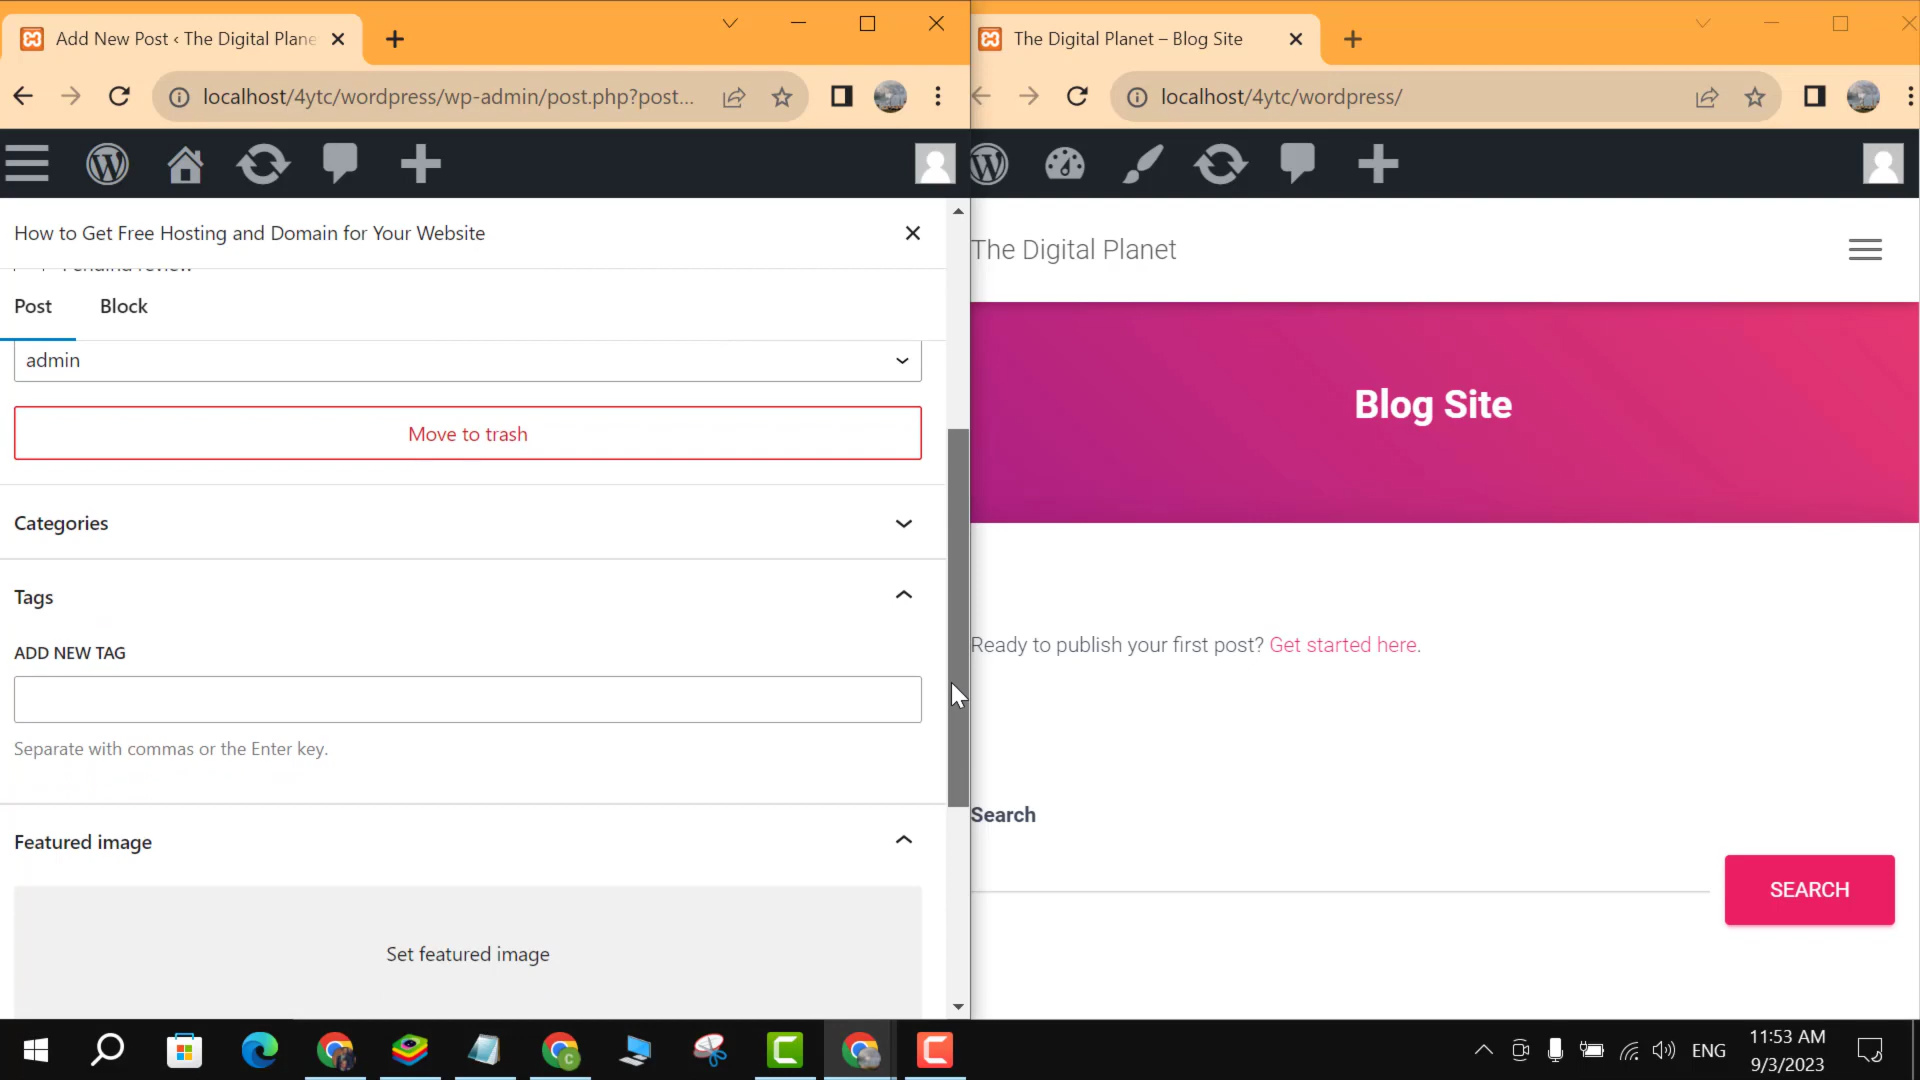 Add New Post ‹ The Digital Plane
localhost/4ytc/wordpress/wp-admin/post.php?post...
How to Get Free Hosting and Domain for Your Website
Pending review
Post
Block
admin
Move to trash
Categories
Tags
ADD NEW TAG
Separate with commas or the Enter key.
Featured image
Set featured image
The Digital Planet – Blog Site
localhost/4ytc/wordpress/
The Digital Planet
Blog Site
Ready to publish your first post? Get started here.
Search
SEARCH
ENG
11:53 AM
9/3/2023